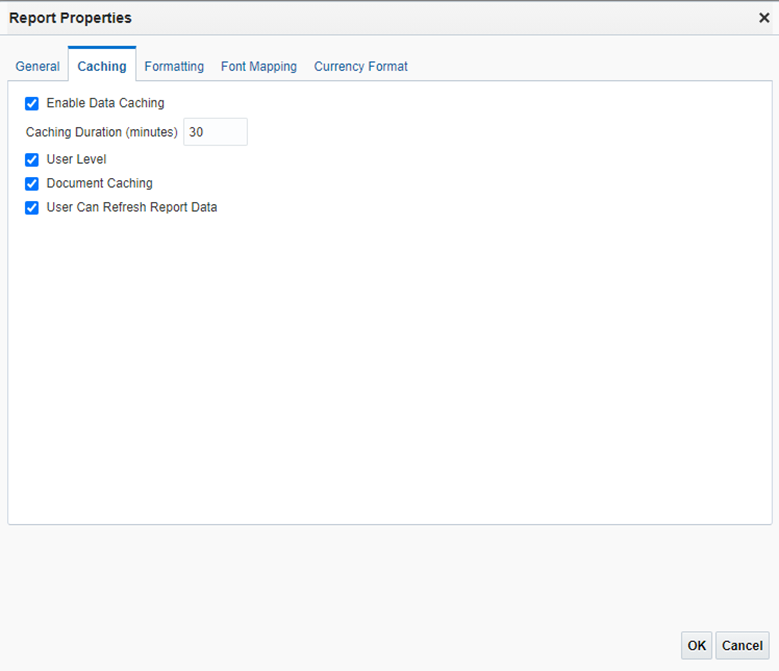 Report Properties
General Caching Formatting Font Mapping Currency Format
Enable Data Caching
Caching Duration (minutes) 30
User Level
Document Caching
User Can Refresh Report Data
OK Cancel